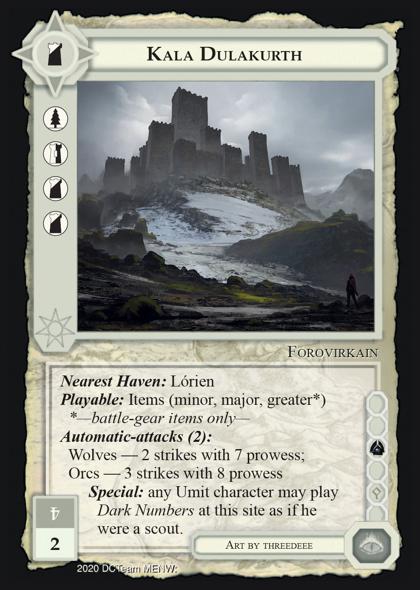 KALA DULAKURTH
FOROVIRKAIN
Nearest Haven: Lórien
Playable: Items (minor, major, greater*)
*—battle-gear items only—
Automatic-attacks (2):
Wolves — 2 strikes with 7 prowess;
Orcs — 3 strikes with 8 prowess
Special: any Umit character may play
Dark Numbers at this site as if he
were a scout.
2
ART BY THREEDEEE
2020 DCTeam MENW: